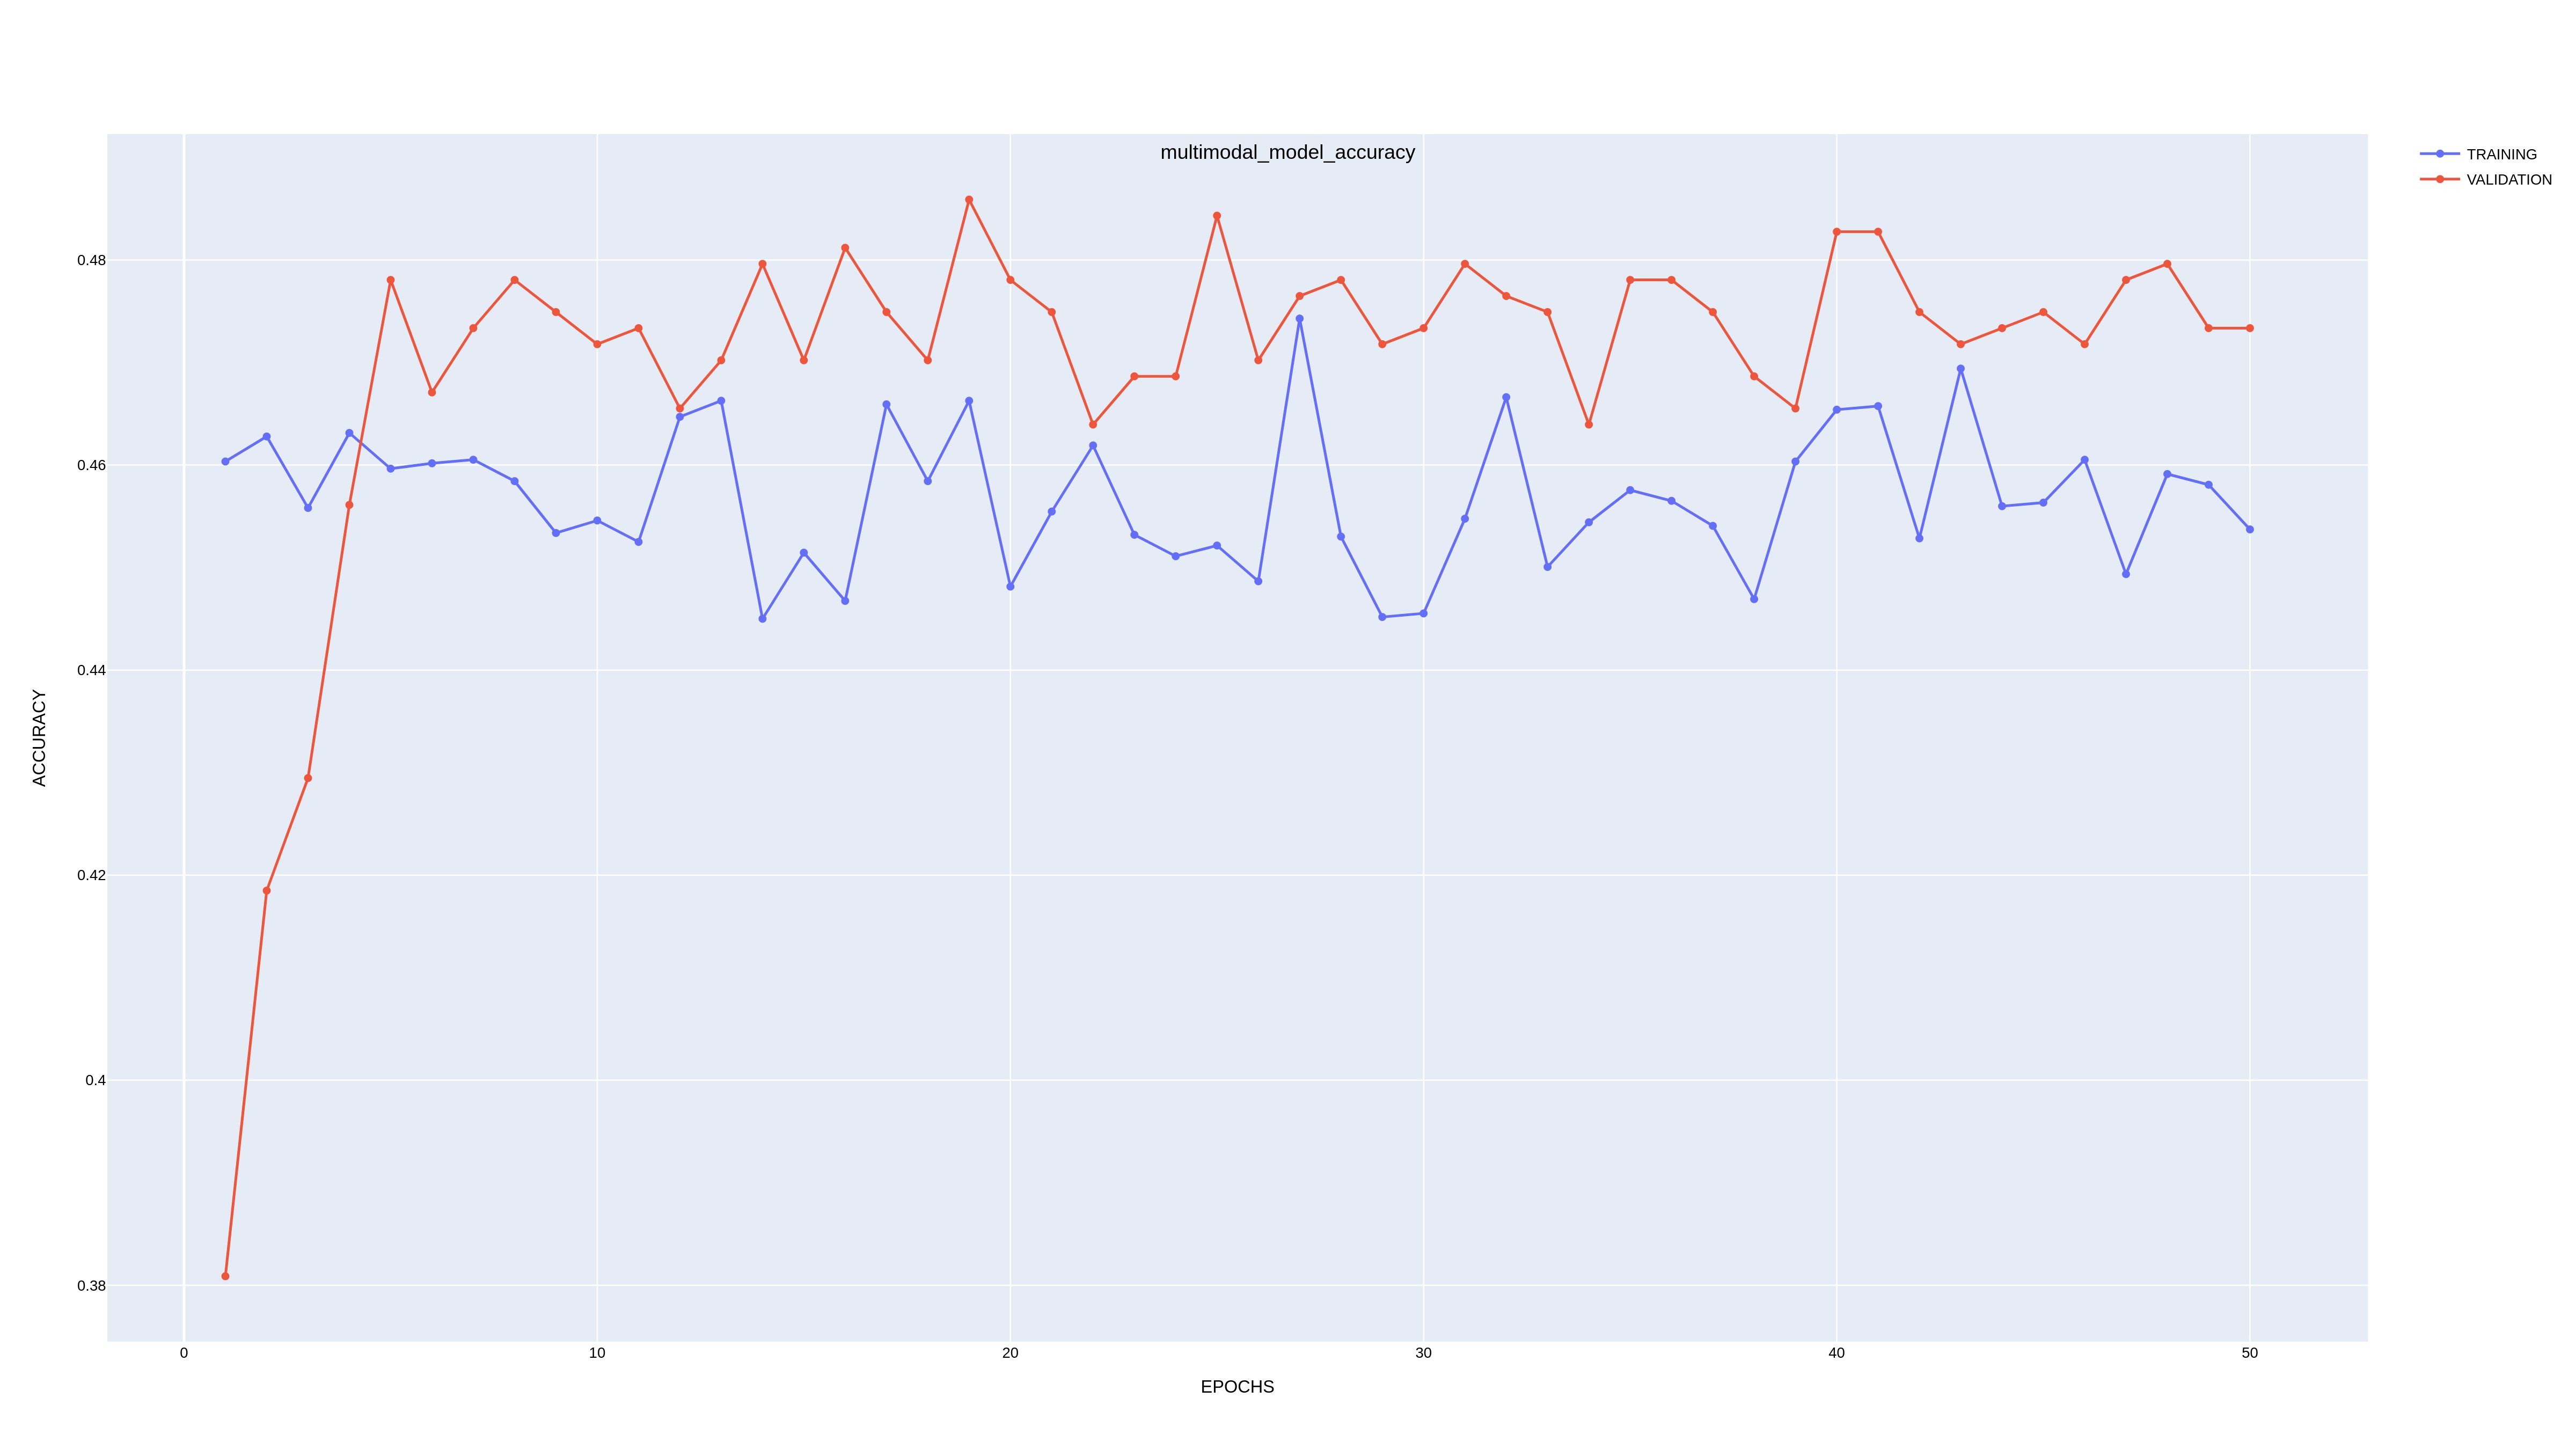 multimodal_model_accuracy
TRAINING
VALIDATION
0.48
0.46
0.44
0.42
0.4
0.38
ACCURACY
0 10 20 30 40 50
EPOCHS